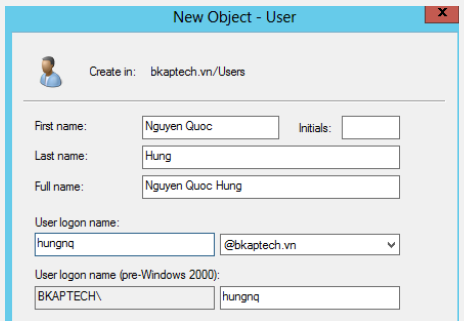 New Object - User
x
Create in: bkaptech.vn/Users
First name: Nguyen Quoc Initials:
Last name: Hung
Full name: Nguyen Quoc Hung
User logon name:
hungnq @bkaptech.vn
User logon name (pre-Windows 2000):
BKAPTECH\ hungnq